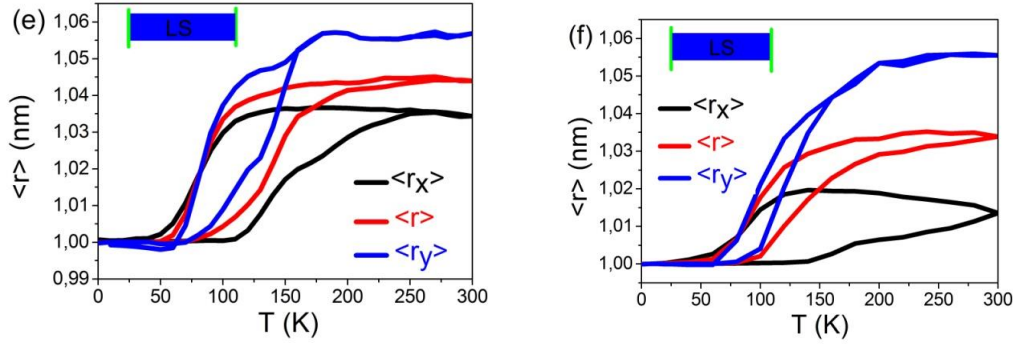 (e)
LS
1,06
1,05
1,04
1,03
1,02
1,01
1,00
0,99
<r> (nm)
<rx>
<r>
<ry>
0 50 100 150 200 250 300
T (K)
(f)
LS
1,06
1,05
1,04
1,03
1,02
1,01
1,00
<r> (nm)
<rx>
<r>
<ry>
0 50 100 150 200 250 300
T (K)